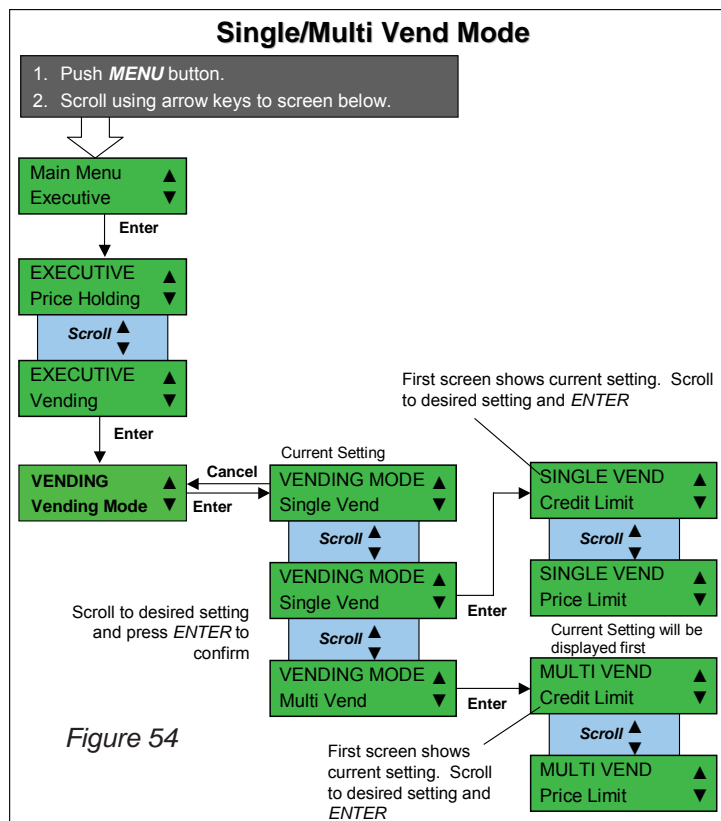 Single/Multi Vend Mode
1. Push MENU button.
2. Scroll using arrow keys to screen below.
Main Menu ▲
Executive ▼
Enter
EXECUTIVE ▲
Price Holding ▼
Scroll ▲
▼
EXECUTIVE ▲
Vending ▼
Enter
First screen shows current setting. Scroll
to desired setting and ENTER
VENDING ▲
Vending Mode ▼
Cancel
Enter
Current Setting
VENDING MODE ▲
Single Vend ▼
Scroll ▲
▼
VENDING MODE ▲
Single Vend ▼
Enter
SINGLE VEND ▲
Credit Limit ▼
Scroll ▲
▼
SINGLE VEND ▲
Price Limit ▼
Scroll to desired setting
and press ENTER to
confirm
Scroll ▲
▼
VENDING MODE ▲
Multi Vend ▼
Enter
Current Setting will be
displayed first
MULTI VEND ▲
Credit Limit ▼
Scroll ▲
▼
MULTI VEND ▲
Price Limit ▼
First screen shows
current setting. Scroll
to desired setting and
ENTER
Figure 54